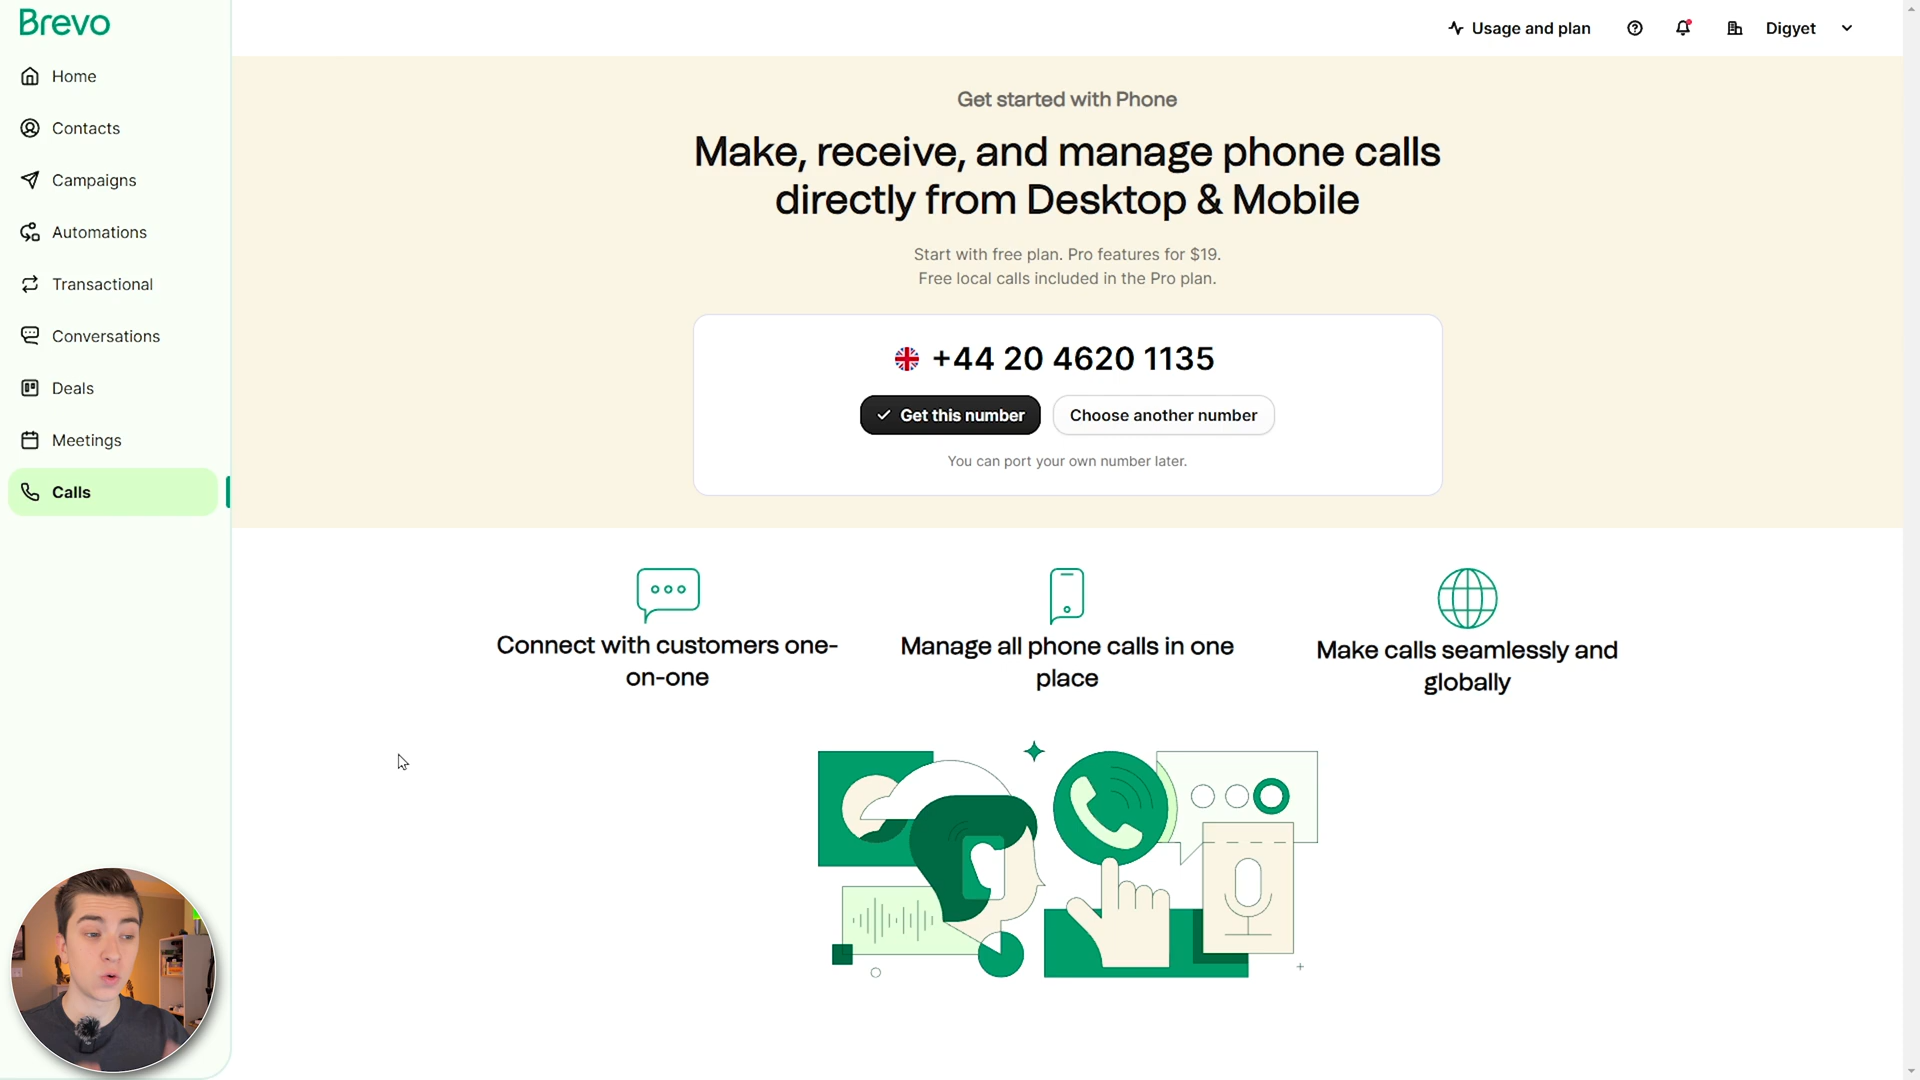 Brevo
Usage and plan
Digyet
Home
Contacts
Campaigns
Automations
Transactional
Conversations
Deals
Meetings
Calls
Get started with Phone
Make, receive, and manage phone calls
directly from Desktop & Mobile
Start with free plan. Pro features for $19.
Free local calls included in the Pro plan.
+44 20 4620 1135
Get this number
Choose another number
You can port your own number later.
Connect with customers one-
on-one
Manage all phone calls in one
place
Make calls seamlessly and
globally